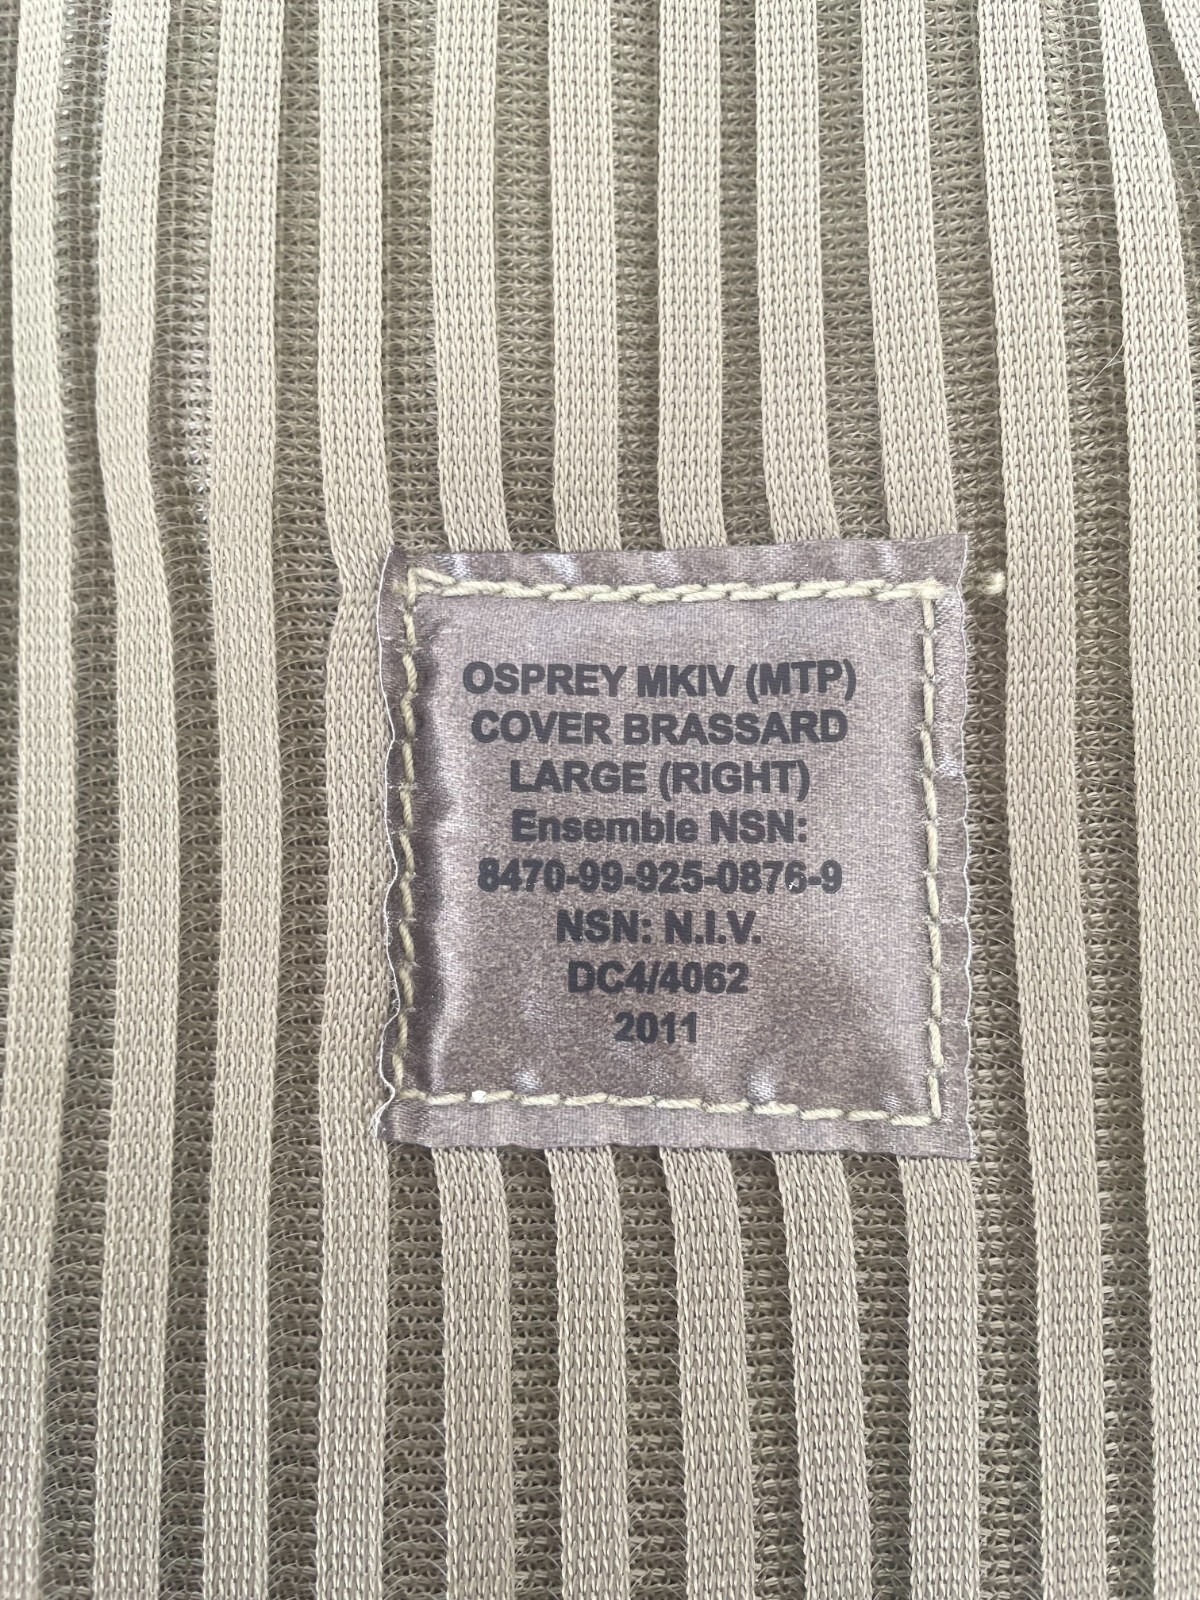 OSPREY MKIV (MTP)
COVER BRASSARD
LARGE (RIGHT)
Ensemble NSN:
8470-99-925-0876-9
NSN: N.I.V.
DC4/4062
2011